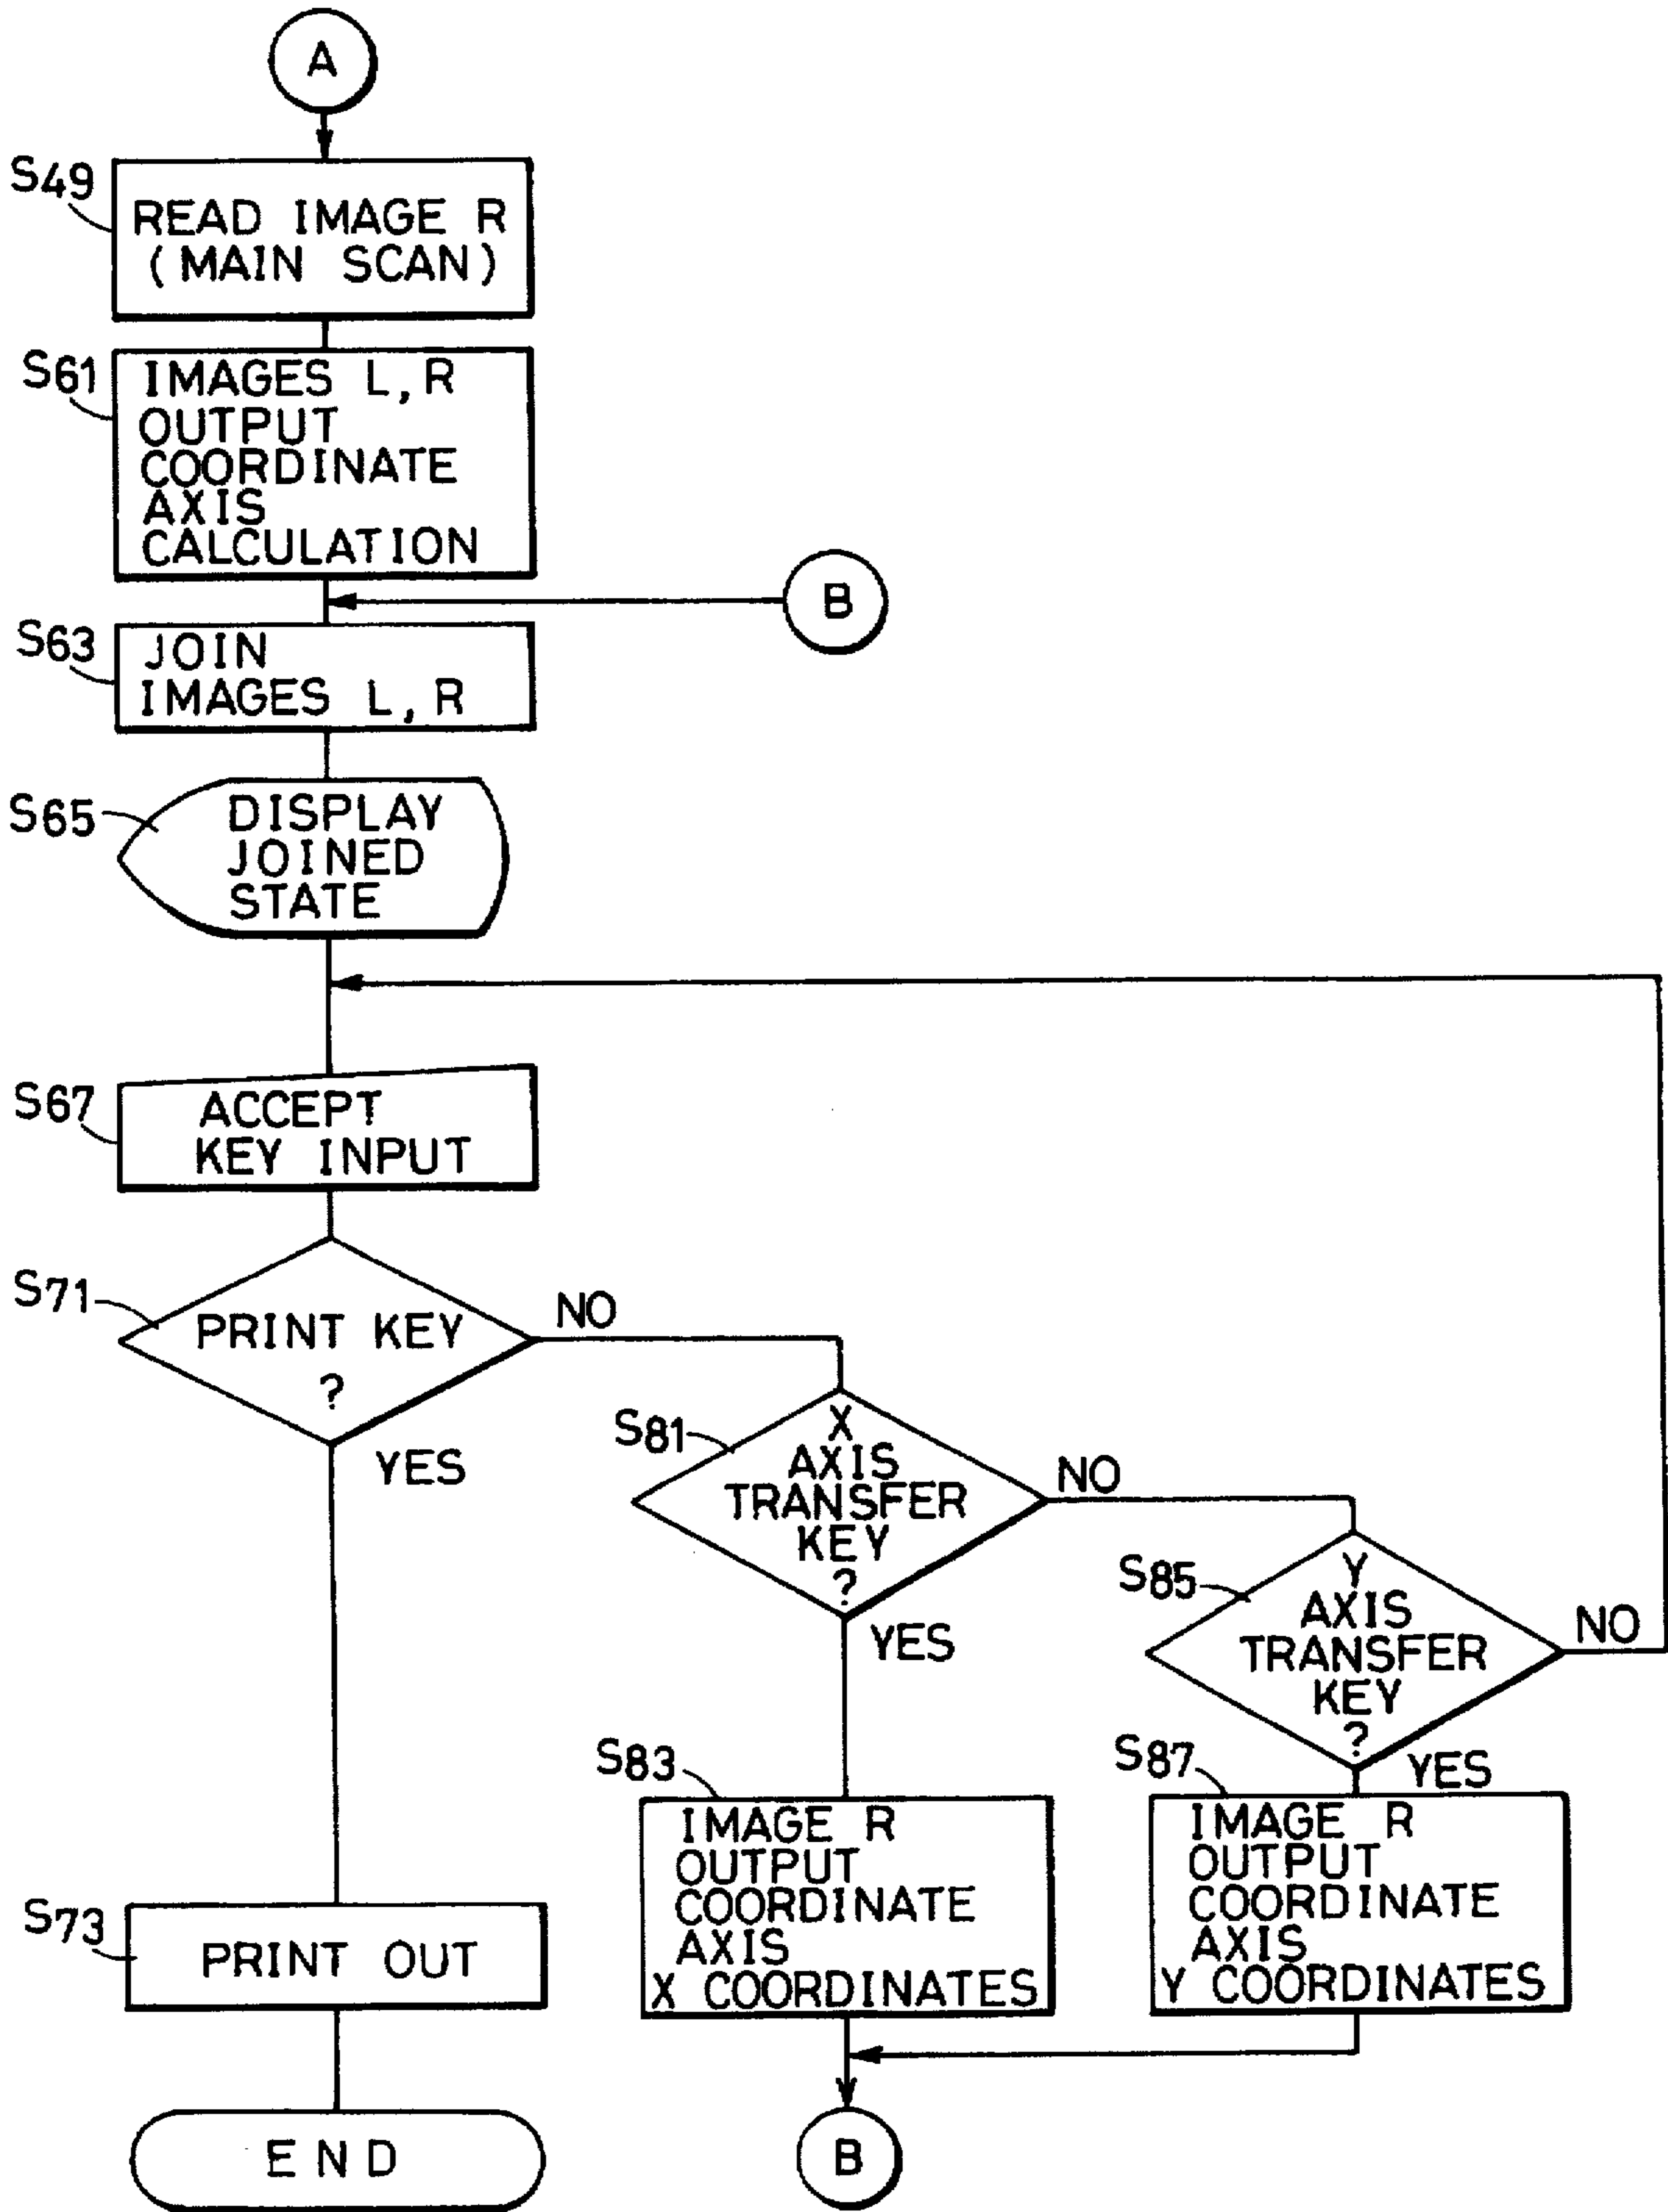 A
S49
READ IMAGE R
(MAIN SCAN)
S61
IMAGES L, R
OUTPUT
COORDINATE
AXIS
CALCULATION
B
S63
JOIN
IMAGES L, R
S65
DISPLAY
JOINED
STATE
S67
ACCEPT
KEY INPUT
S71
PRINT KEY
?
NO
YES
S81
X
AXIS
TRANSFER
KEY
?
NO
YES
S85
Y
AXIS
TRANSFER
KEY
?
NO
YES
S83
IMAGE R
OUTPUT
COORDINATE
AXIS
X COORDINATES
S87
IMAGE R
OUTPUT
COORDINATE
AXIS
Y COORDINATES
S73
PRINT OUT
END
B